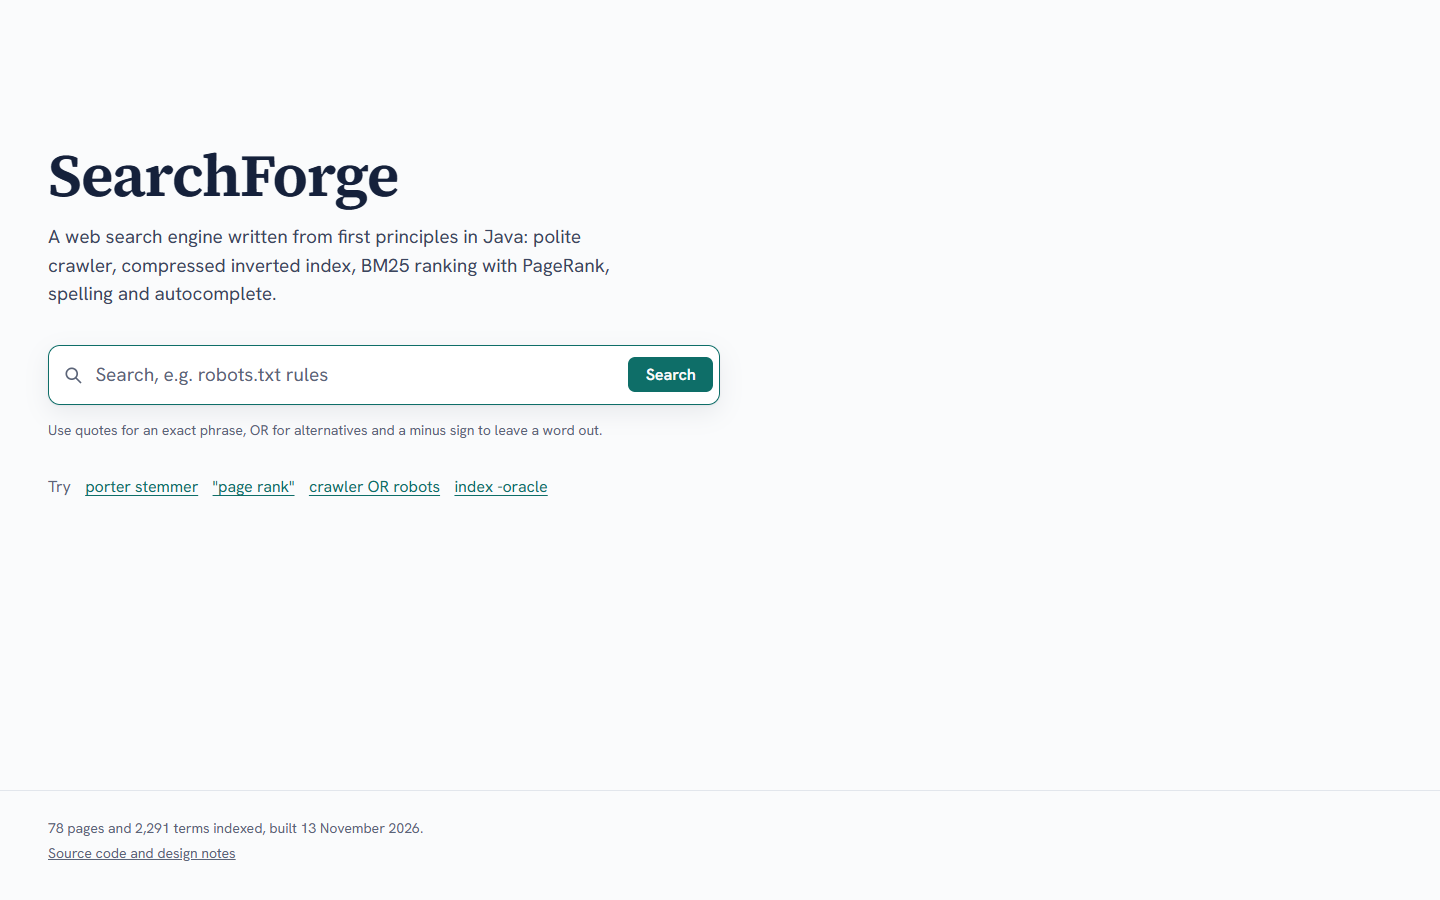 SearchForge
A web search engine written from first principles in Java: polite
crawler, compressed inverted index, BM25 ranking with PageRank,
spelling and autocomplete.
Search, e.g. robots.txt rules
Search
Use quotes for an exact phrase, OR for alternatives and a minus sign to leave a word out.
Try porter stemmer "page rank" crawler OR robots index -oracle
78 pages and 2,291 terms indexed, built 13 November 2026.
Source code and design notes